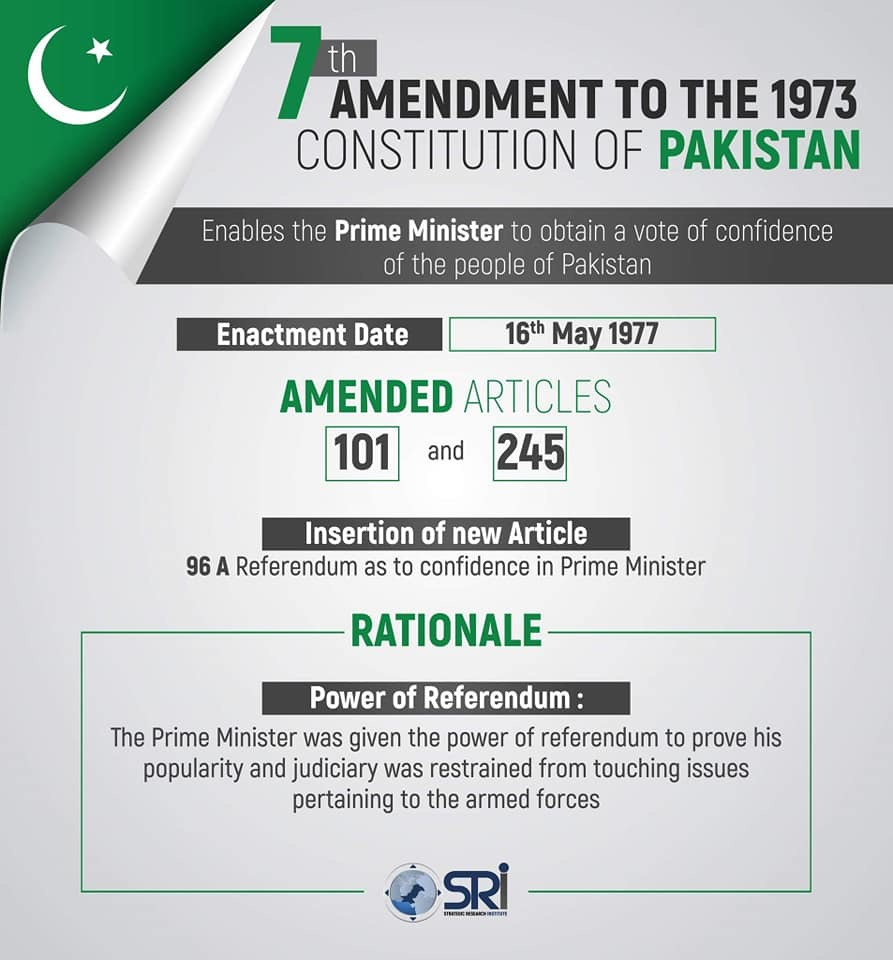 7th
AMENDMENT TO THE 1973
CONSTITUTION OF PAKISTAN
Enables the Prime Minister to obtain a vote of confidence
of the people of Pakistan
Enactment Date 16th May 1977
AMENDED ARTICLES
101 and 245
Insertion of new Article
96 A Referendum as to confidence in Prime Minister
RATIONALE
Power of Referendum :
The Prime Minister was given the power of referendum to prove his
popularity and judiciary was restrained from touching issues
pertaining to the armed forces
SRi
STRATEGIC RESEARCH INSTITUTE